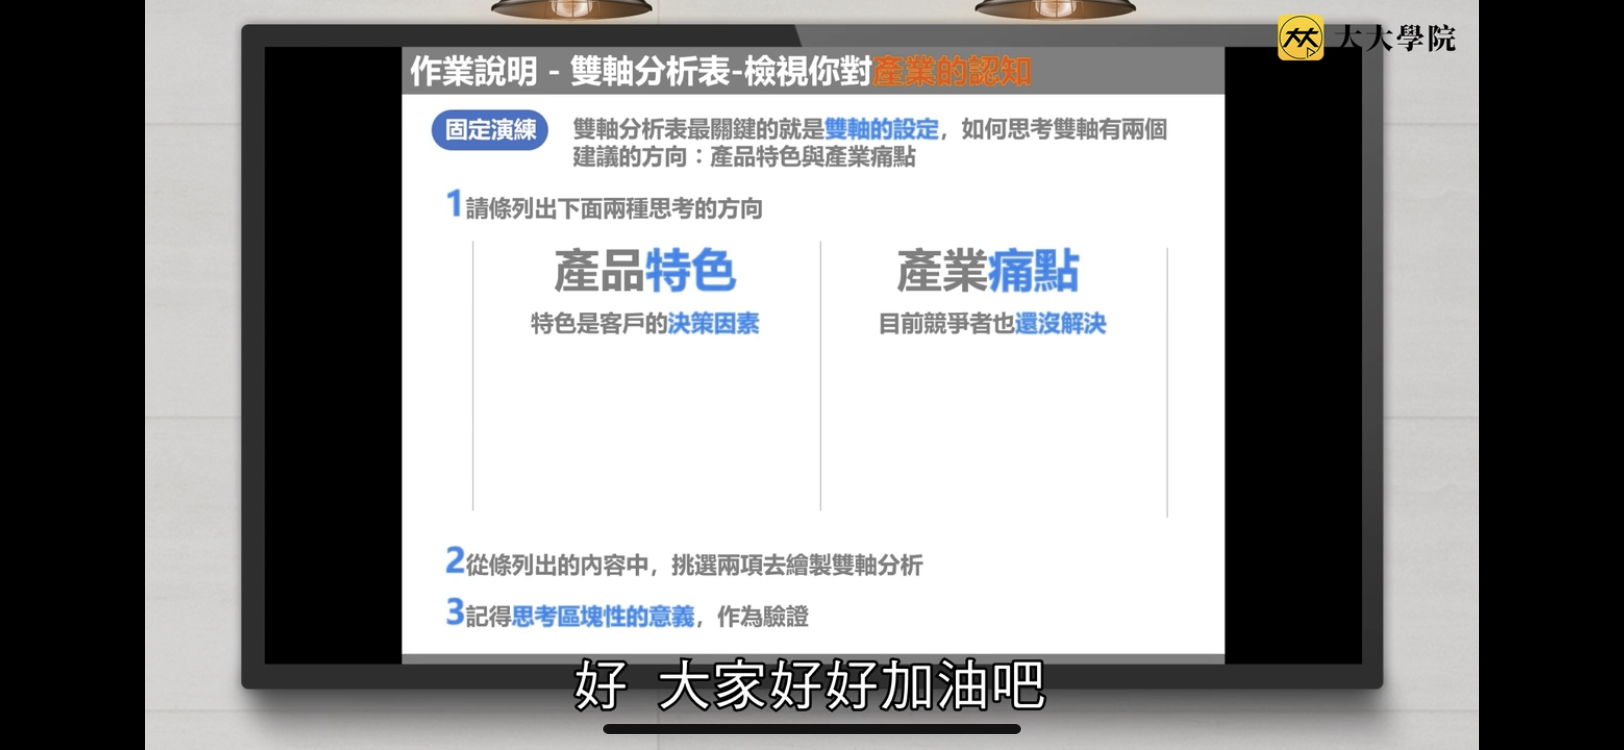 大大學院
作業說明 - 雙軸分析表-檢視你對產業的認知
固定演練
雙軸分析表最關鍵的就是雙軸的設定，如何思考雙軸有兩個
建議的方向：產品特色與產業痛點
1請條列出下面兩種思考的方向
產品特色
特色是客戶的決策因素
產業痛點
目前競爭者也還沒解決
2從條列出的內容中，挑選兩項去繪製雙軸分析
3記得思考區塊性的意義，作為驗證
好 大家好好加油吧